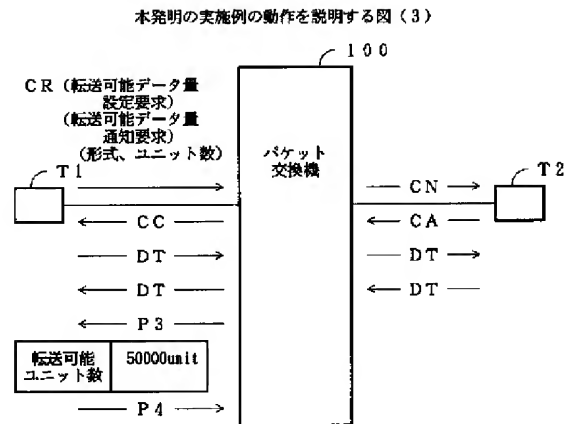 本発明の実施例の動作を説明する図（３）
１００
ＣＲ（転送可能データ量
設定要求）
（転送可能データ量
通知要求）
（形式、ユニット数）
パケット
交換機
Ｔ１
Ｔ２
ＣＮ
ＣＣ
ＣＡ
ＤＴ
ＤＴ
ＤＴ
ＤＴ
Ｐ３
転送可能
ユニット数
50000unit
Ｐ４